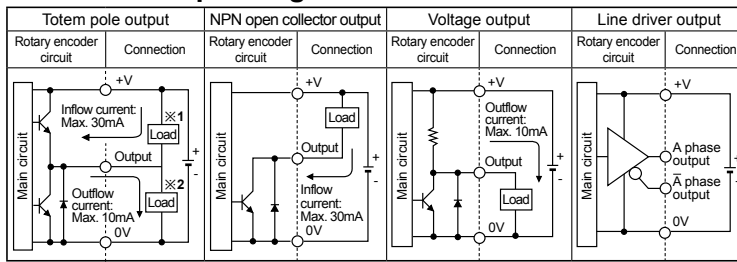 Totem pole output
NPN open collector output
Voltage output
Line driver output
Rotary encoder
circuit
Connection
Rotary encoder
circuit
Connection
Rotary encoder
circuit
Connection
Rotary encoder
circuit
Connection
Main circuit
+V
Inflow current:
Max. 30mA
※1
Load
Output
+
-
※2
Load
Outflow
current:
Max. 10mA
0V
Main circuit
+V
Load
Output
+
-
Inflow
current:
Max. 30mA
0V
Main circuit
+V
Outflow
current:
Max. 10mA
Output
+
-
Load
0V
Main circuit
+V
A phase
output
A̅ phase
output
+
-
0V